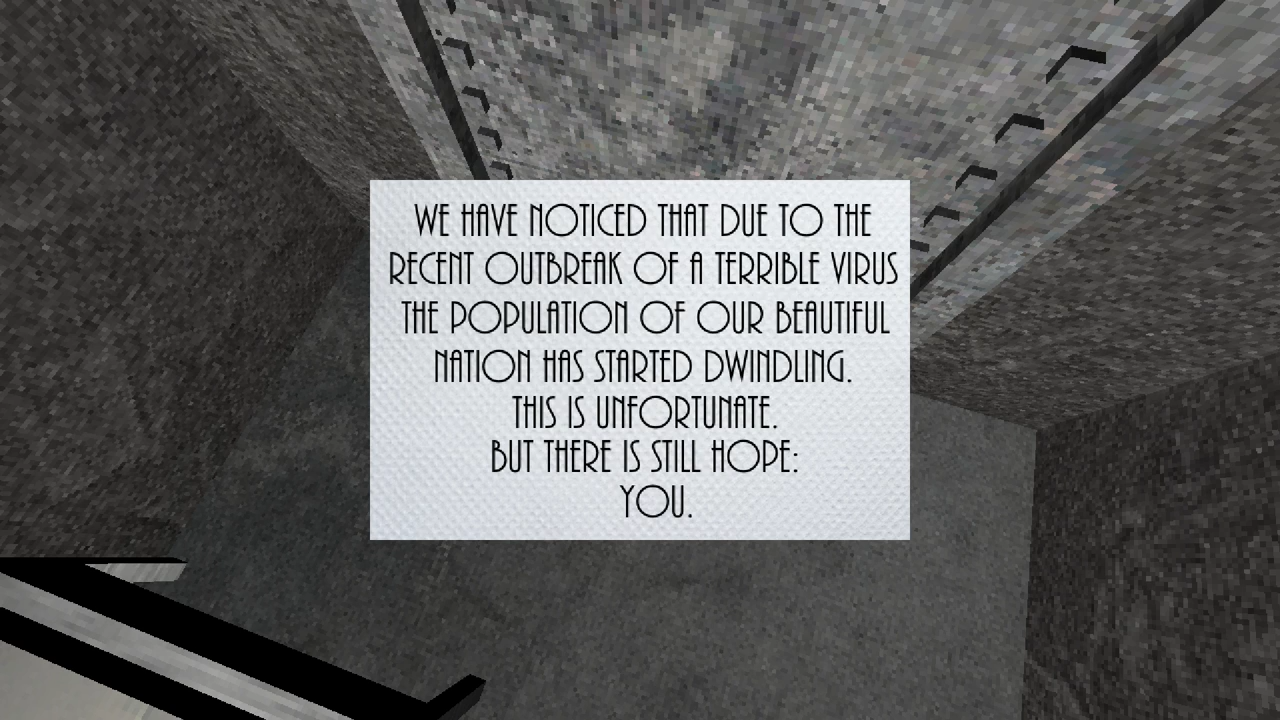 WE HAVE NOTICED THAT DUE TO THE
RECENT OUTBREAK OF A TERRIBLE VIRUS
THE POPULATION OF OUR BEAUTIFUL
NATION HAS STARTED DWINDLING.
THIS IS UNFORTUNATE.
BUT THERE IS STILL HOPE:
YOU.